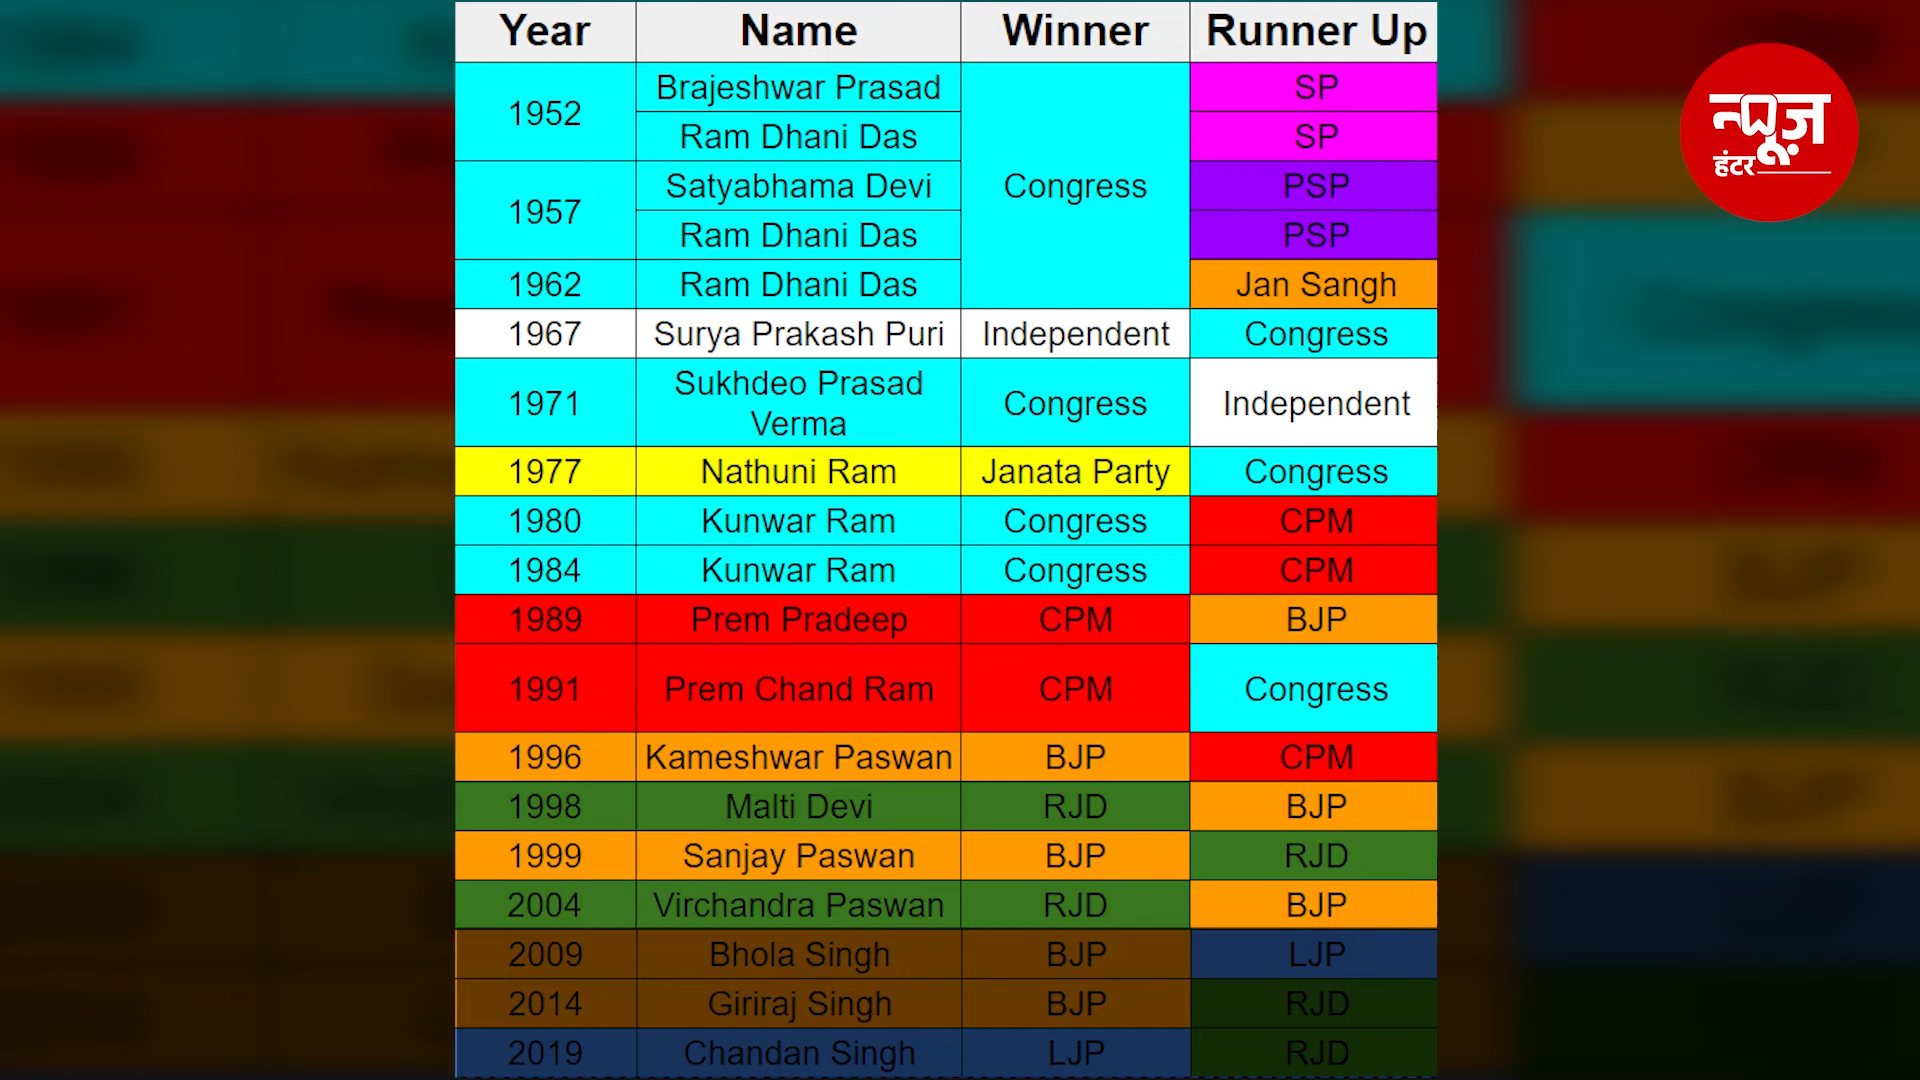 Year Name Winner Runner Up
1952 Brajeshwar Prasad Congress SP
Ram Dhani Das SP
1957 Satyabhama Devi PSP
Ram Dhani Das PSP
1962 Ram Dhani Das Jan Sangh
1967 Surya Prakash Puri Independent Congress
1971 Sukhdeo Prasad Congress Independent
Verma
1977 Nathuni Ram Janata Party Congress
1980 Kunwar Ram Congress CPM
1984 Kunwar Ram Congress CPM
1989 Prem Pradeep CPM BJP
1991 Prem Chand Ram CPM Congress
1996 Kameshwar Paswan BJP CPM
1998 Malti Devi RJD BJP
1999 Sanjay Paswan BJP RJD
2004 Virchandra Paswan RJD BJP
2009 Bhola Singh BJP LJP
2014 Giriraj Singh BJP RJD
2019 Chandan Singh LJP RJD
न्यूज़
हंटर